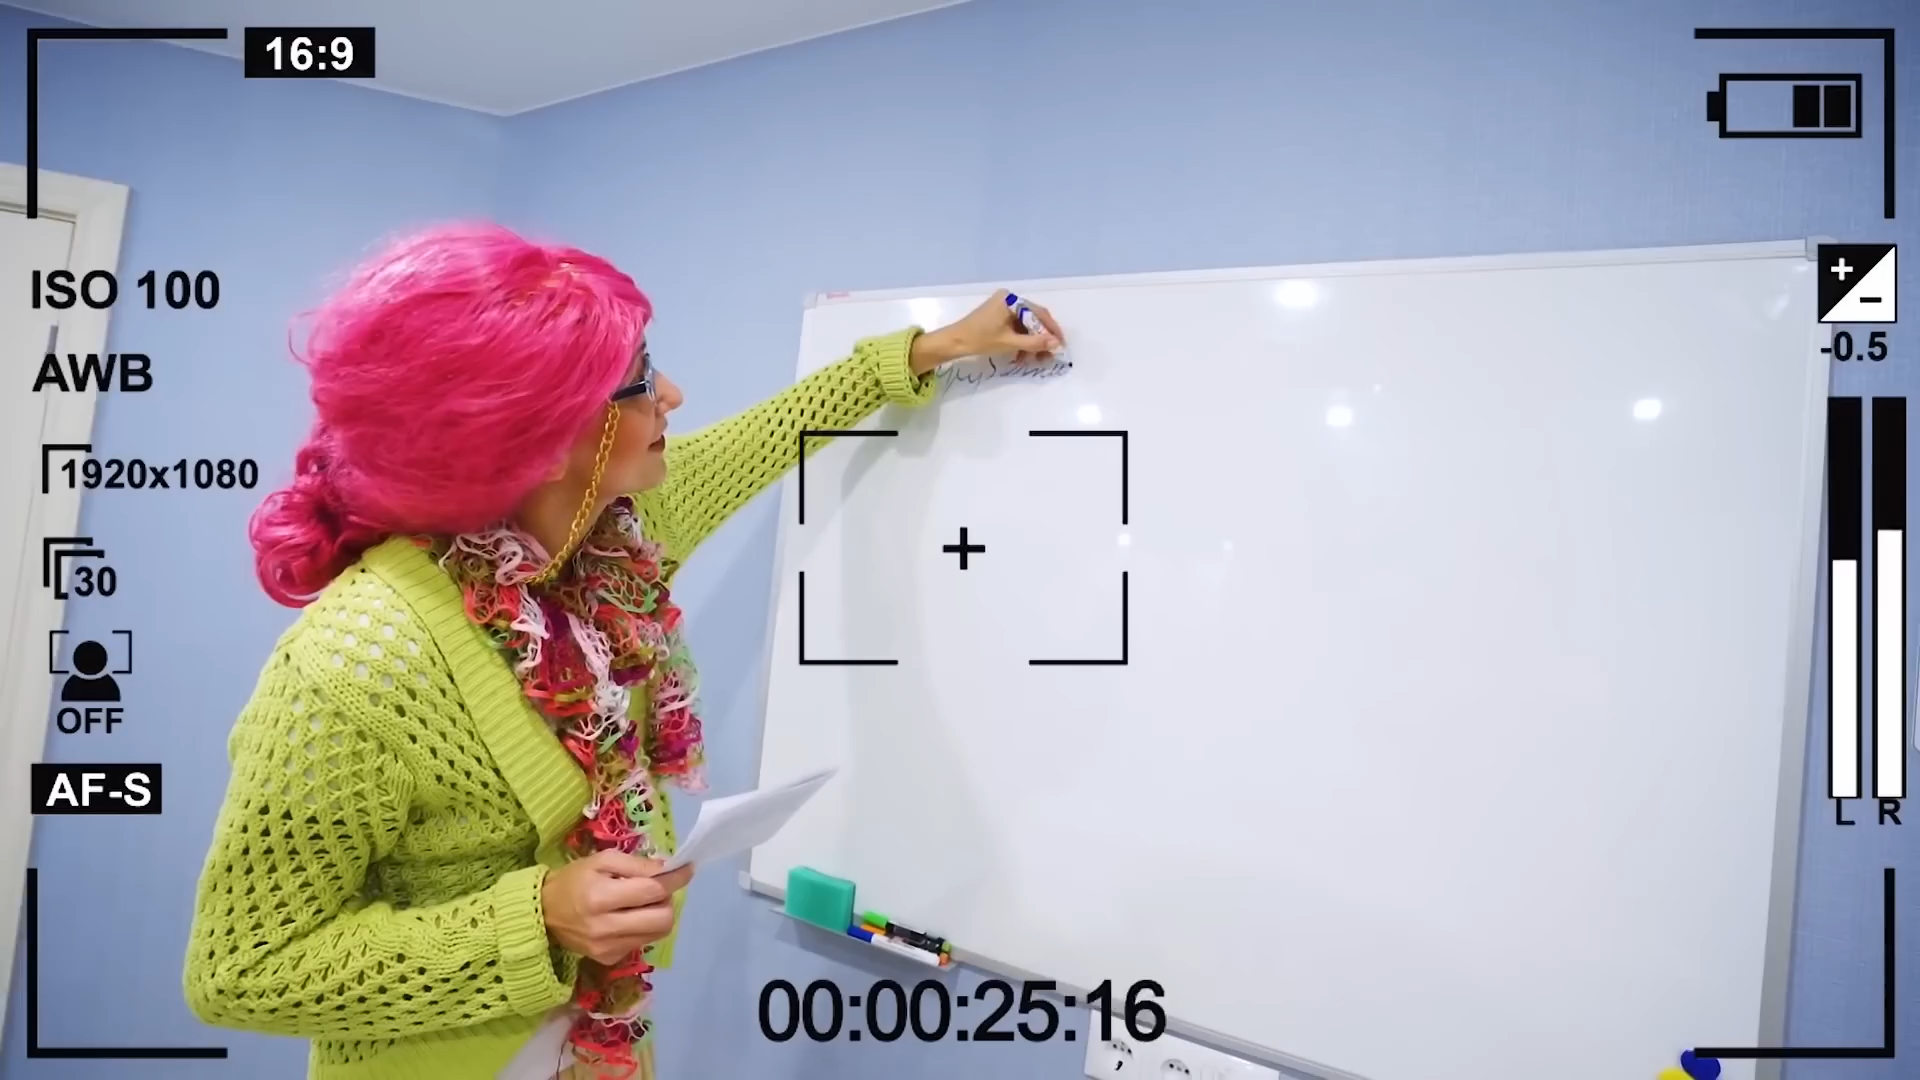 16:9
ISO 100
AWB
1920x1080
30
OFF
AF-S
+
-
-0.5
L R
00:00:25:16